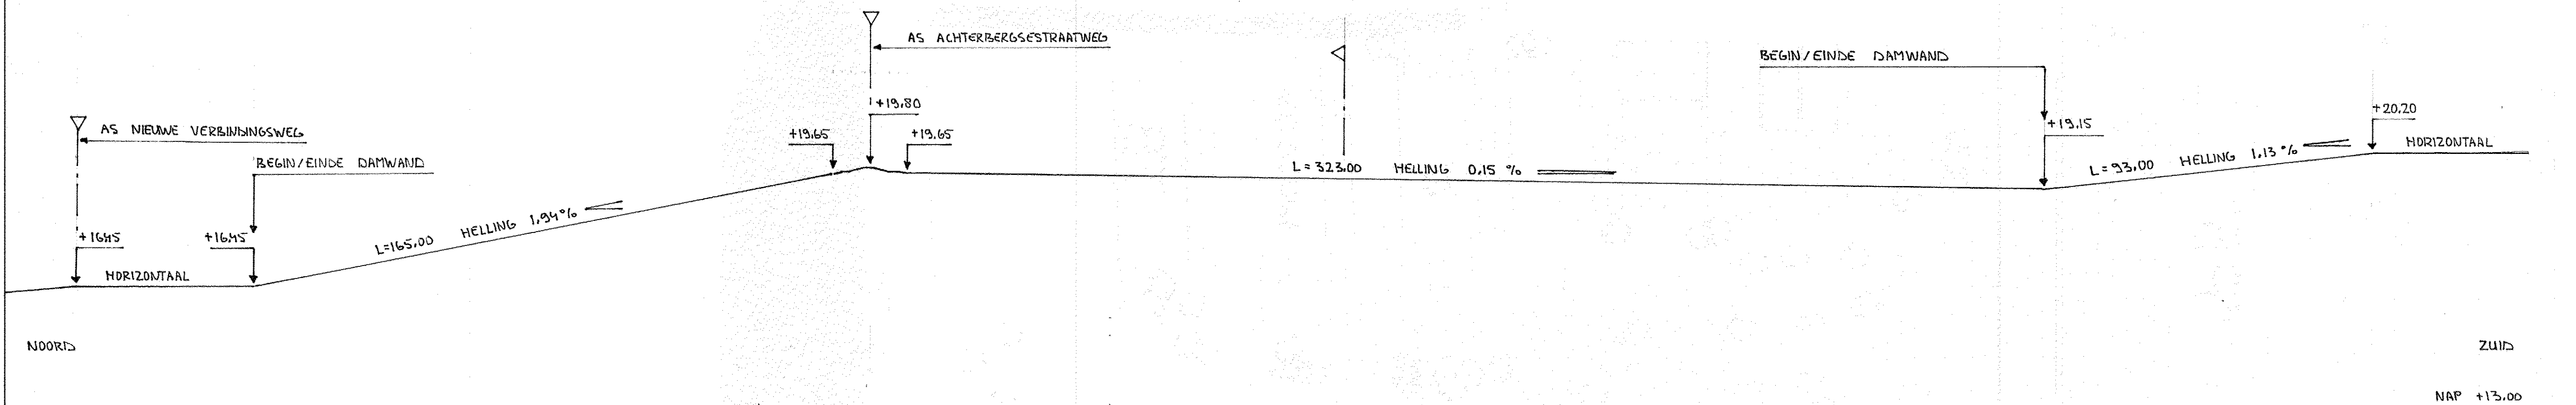 AS ACHTERBERGSESTRAATWEG
BEGIN/EINDE DAMWAND
+19.80
+20.20
AS NIEUWE VERBINDINGSWEG
+19.65
+19.65
+19.15
HORIZONTAAL
BEGIN/EINDE DAMWAND
L=323.00 HELLING 0.15 %
L=93.00 HELLING 1.13%
L=165.00 HELLING 1.94%
+16.45
+16.45
HORIZONTAAL
NOORD
ZUID
NAP +13.00